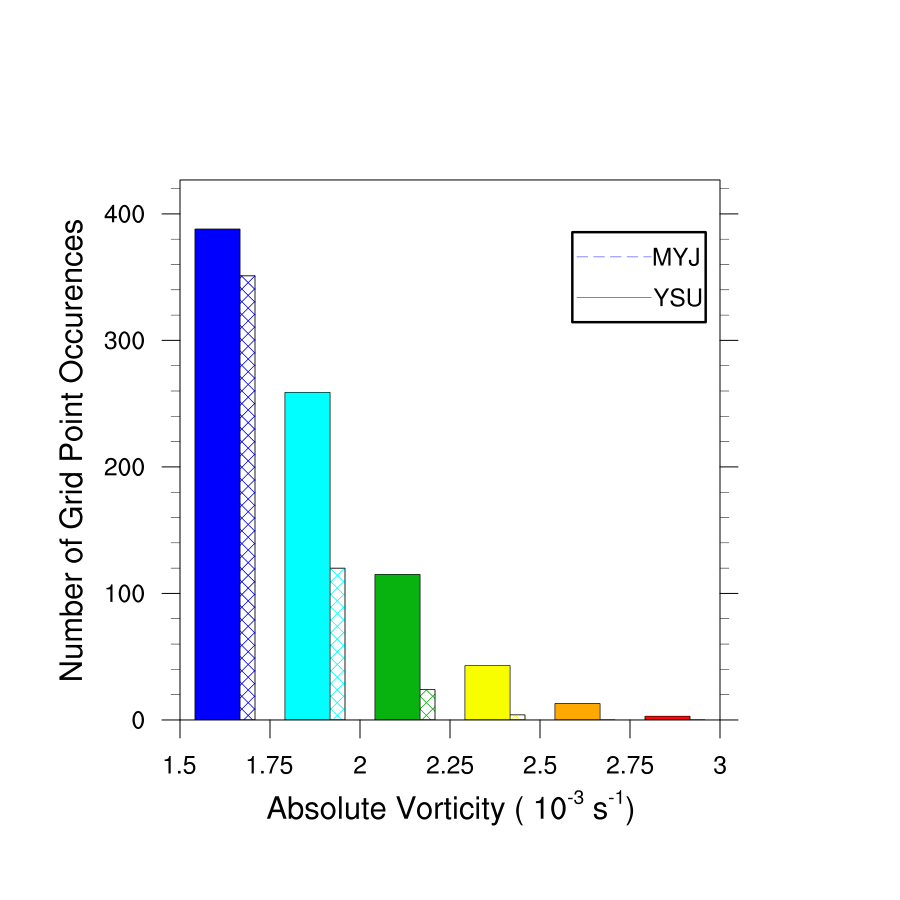 Number of Grid Point Occurences
400
300
200
100
0
MYJ
YSU
1.5 1.75 2 2.25 2.5 2.75 3
Absolute Vorticity ( 10⁻³ s⁻¹)